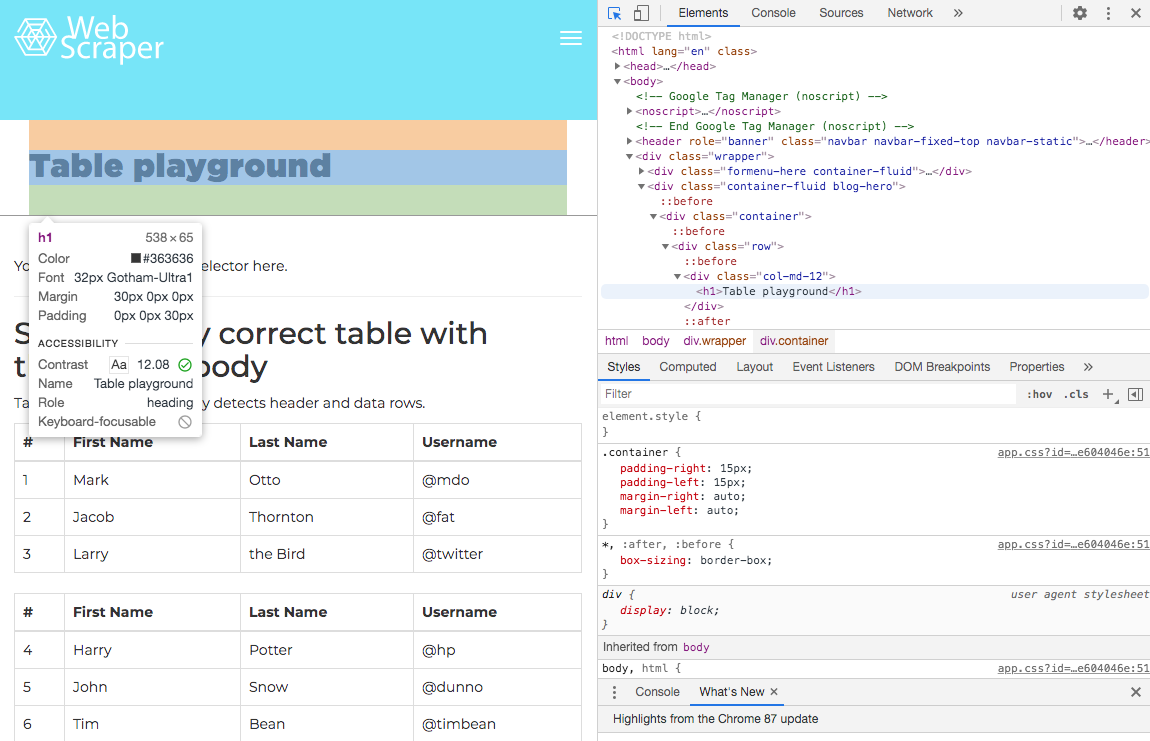 Web
Scraper
Table playground
h1 538 × 65
Color #363636
Font 32px Gotham-Ultra1
Margin 30px 0px 0px
Padding 0px 0px 30px
ACCESSIBILITY
Contrast Aa 12.08
Name Table playground
Role heading
Keyboard-focusable
Yo elector here.
S y correct table with
t body
Ta y detects header and data rows.
# First Name Last Name Username
1 Mark Otto @mdo
2 Jacob Thornton @fat
3 Larry the Bird @twitter
# First Name Last Name Username
4 Harry Potter @hp
5 John Snow @dunno
6 Tim Bean @timbean
Elements Console Sources Network »
<!DOCTYPE html>
<html lang="en" class>
<head>…</head>
<body>
<!-- Google Tag Manager (noscript) -->
<noscript>…</noscript>
<!-- End Google Tag Manager (noscript) -->
<header role="banner" class="navbar navbar-fixed-top navbar-static">…</header>
<div class="wrapper">
<div class="formenu-here container-fluid">…</div>
<div class="container-fluid blog-hero">
::before
<div class="container">
::before
<div class="row">
::before
<div class="col-md-12">
<h1>Table playground</h1>
</div>
::after
html body div.wrapper div.container
Styles Computed Layout Event Listeners DOM Breakpoints Properties »
Filter :hov .cls +
element.style {
}
.container { app.css?id=…e604046e:51
padding-right: 15px;
padding-left: 15px;
margin-right: auto;
margin-left: auto;
}
*, :after, :before { app.css?id=…e604046e:51
box-sizing: border-box;
}
div { user agent stylesheet
display: block;
}
Inherited from body
body, html { app.css?id=…e604046e:51
Console What's New ×
Highlights from the Chrome 87 update